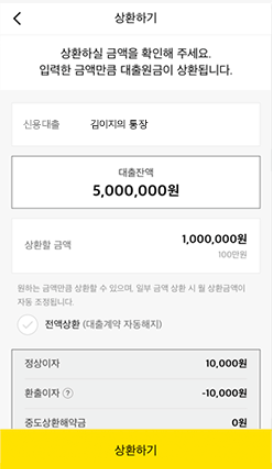 상환하기
상환하실 금액을 확인해 주세요.
입력한 금액만큼 대출원금이 상환됩니다.
신용대출 김이지의 통장
대출잔액
5,000,000원
상환할 금액 1,000,000원
100만원
원하는 금액만큼 상환할 수 있으며, 일부 금액 상환 시 월 상환금액이
자동 조정됩니다.
전액상환 (대출계약 자동해지)
정상이자 10,000원
환출이자 ? -10,000원
중도상환해약금 0원
상환하기